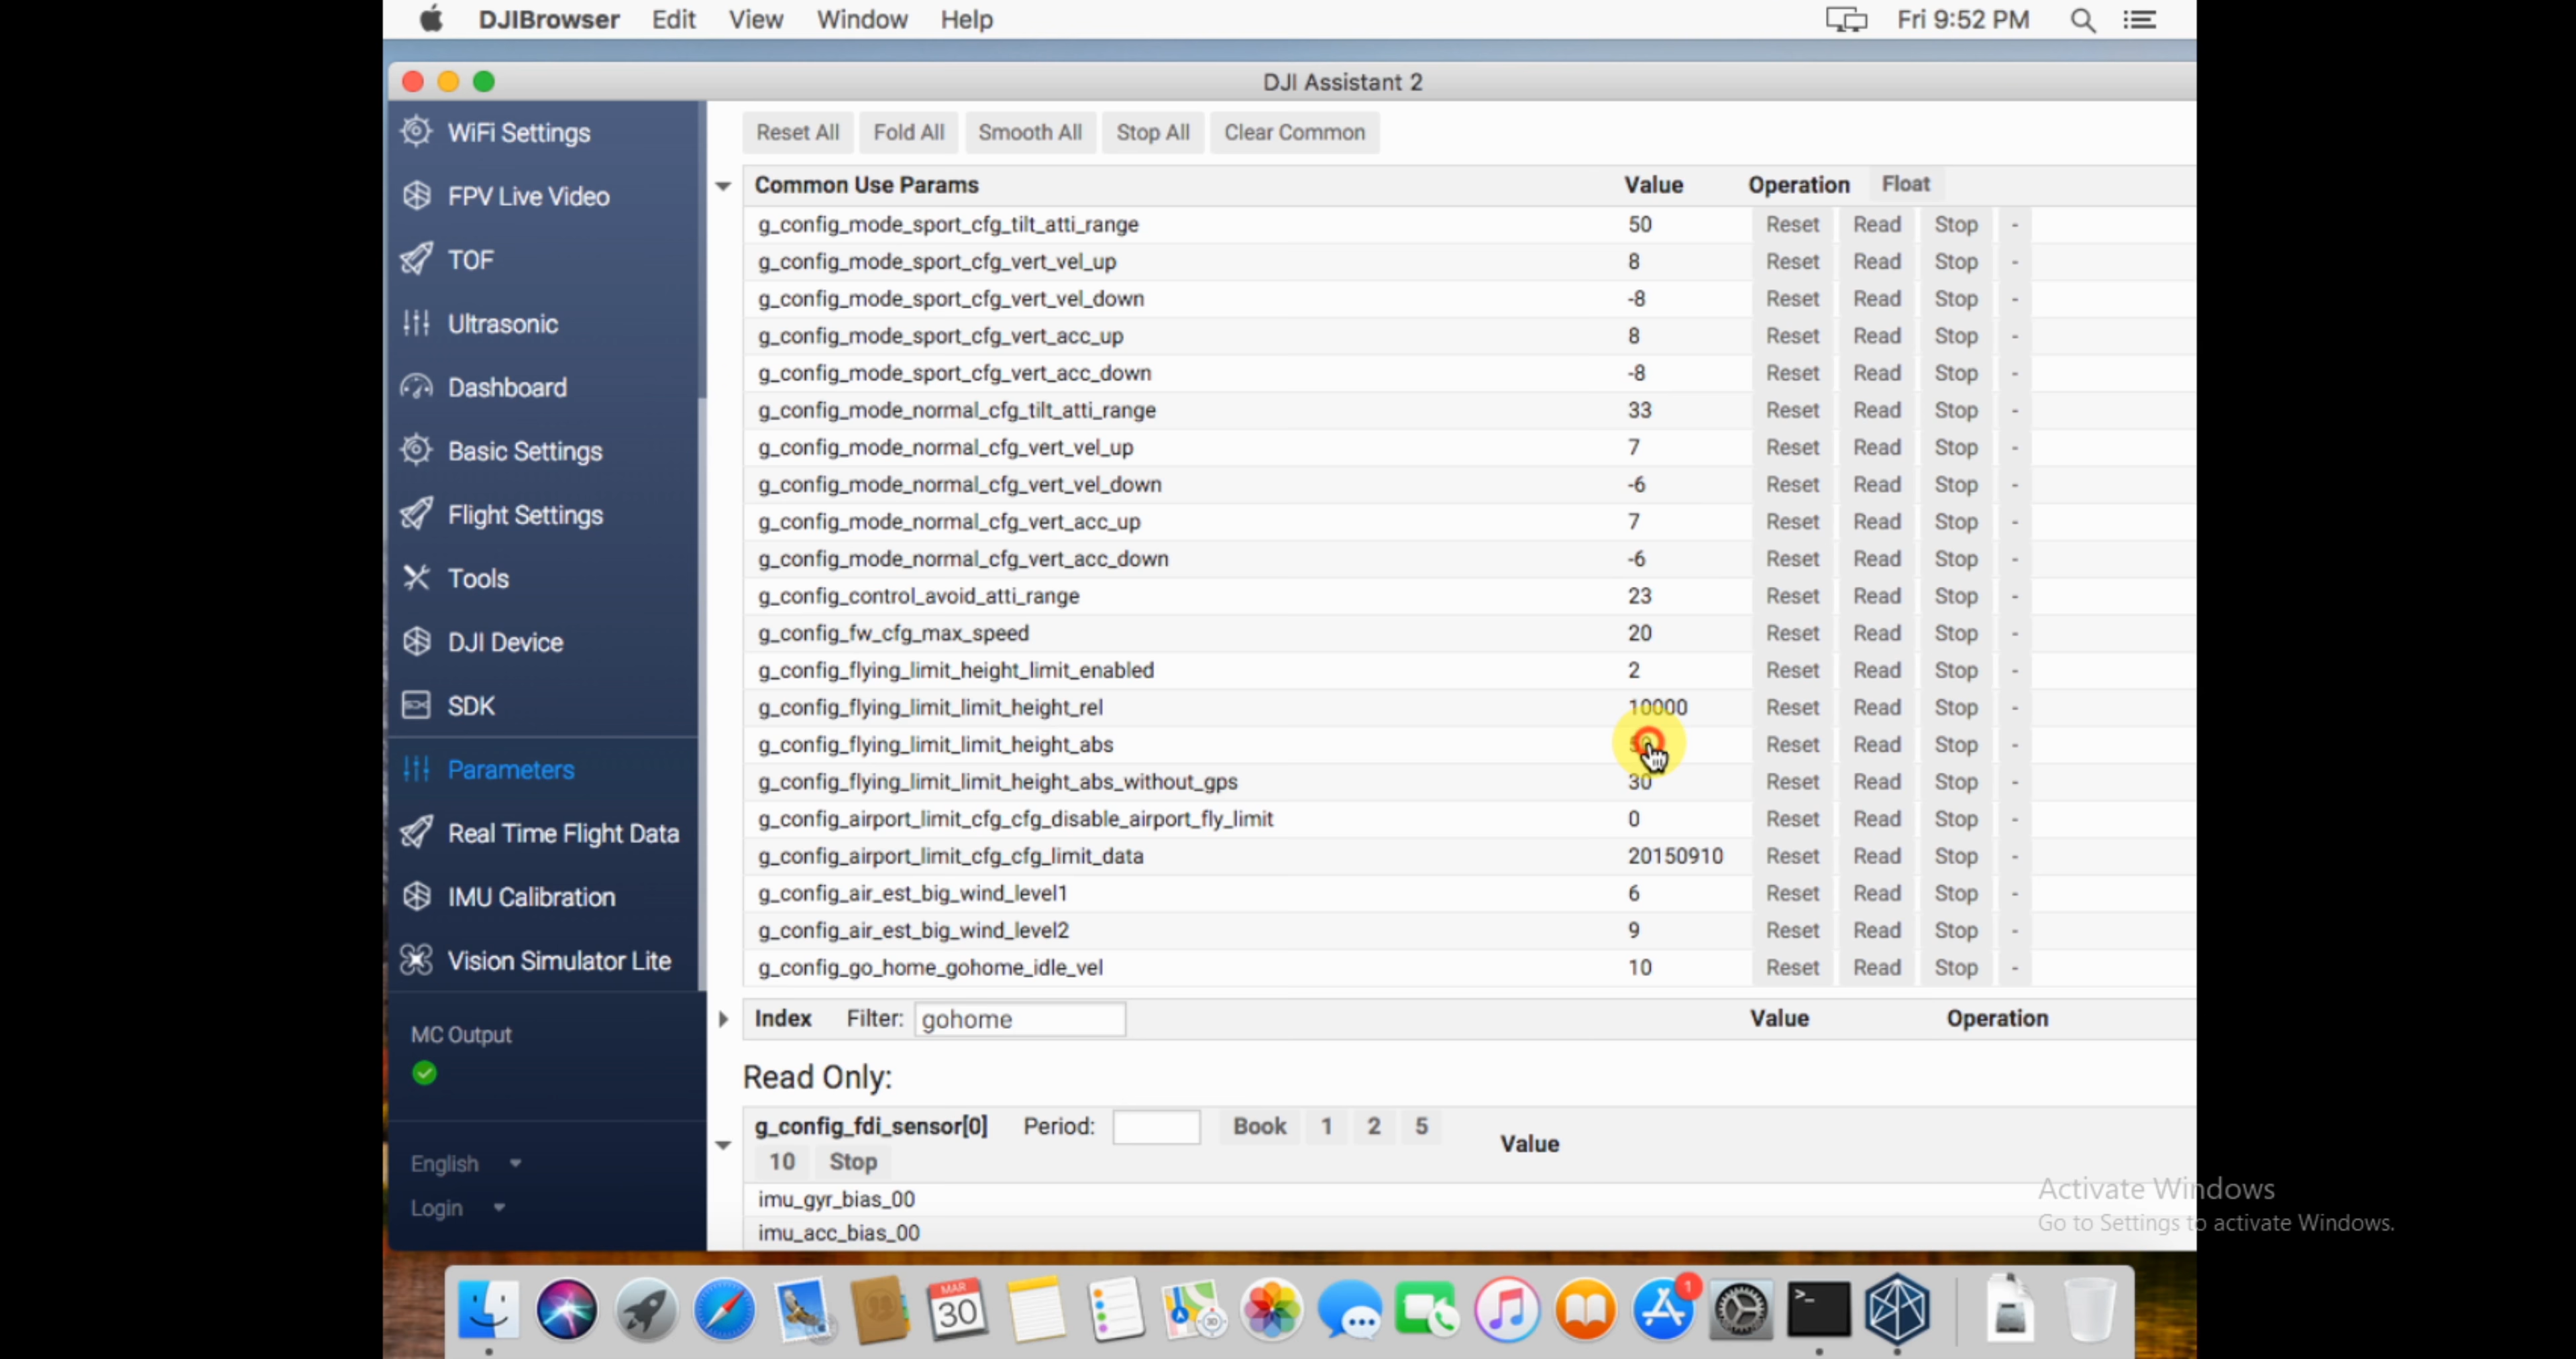 DJIBrowser Edit View Window Help Fri 9:52 PM
DJI Assistant 2
WiFi Settings
FPV Live Video
TOF
Ultrasonic
Dashboard
Basic Settings
Flight Settings
Tools
DJI Device
SDK
Parameters
Real Time Flight Data
IMU Calibration
Vision Simulator Lite
MC Output
English
Login
Reset All Fold All Smooth All Stop All Clear Common
Common Use Params Value Operation Float
g_config_mode_sport_cfg_tilt_atti_range 50 Reset Read Stop -
g_config_mode_sport_cfg_vert_vel_up 8 Reset Read Stop -
g_config_mode_sport_cfg_vert_vel_down -8 Reset Read Stop -
g_config_mode_sport_cfg_vert_acc_up 8 Reset Read Stop -
g_config_mode_sport_cfg_vert_acc_down -8 Reset Read Stop -
g_config_mode_normal_cfg_tilt_atti_range 33 Reset Read Stop -
g_config_mode_normal_cfg_vert_vel_up 7 Reset Read Stop -
g_config_mode_normal_cfg_vert_vel_down -6 Reset Read Stop -
g_config_mode_normal_cfg_vert_acc_up 7 Reset Read Stop -
g_config_mode_normal_cfg_vert_acc_down -6 Reset Read Stop -
g_config_control_avoid_atti_range 23 Reset Read Stop -
g_config_fw_cfg_max_speed 20 Reset Read Stop -
g_config_flying_limit_height_limit_enabled 2 Reset Read Stop -
g_config_flying_limit_limit_height_rel 10000 Reset Read Stop -
g_config_flying_limit_limit_height_abs Reset Read Stop -
g_config_flying_limit_limit_height_abs_without_gps 30 Reset Read Stop -
g_config_airport_limit_cfg_cfg_disable_airport_fly_limit 0 Reset Read Stop -
g_config_airport_limit_cfg_cfg_limit_data 20150910 Reset Read Stop -
g_config_air_est_big_wind_level1 6 Reset Read Stop -
g_config_air_est_big_wind_level2 9 Reset Read Stop -
g_config_go_home_gohome_idle_vel 10 Reset Read Stop -
Index Filter: gohome Value Operation
Read Only:
g_config_fdi_sensor[0] Period: Book 1 2 5 Value
10 Stop
imu_gyr_bias_00
imu_acc_bias_00
Activate Windows
Go to Settings to activate Windows.
MAR
30
1